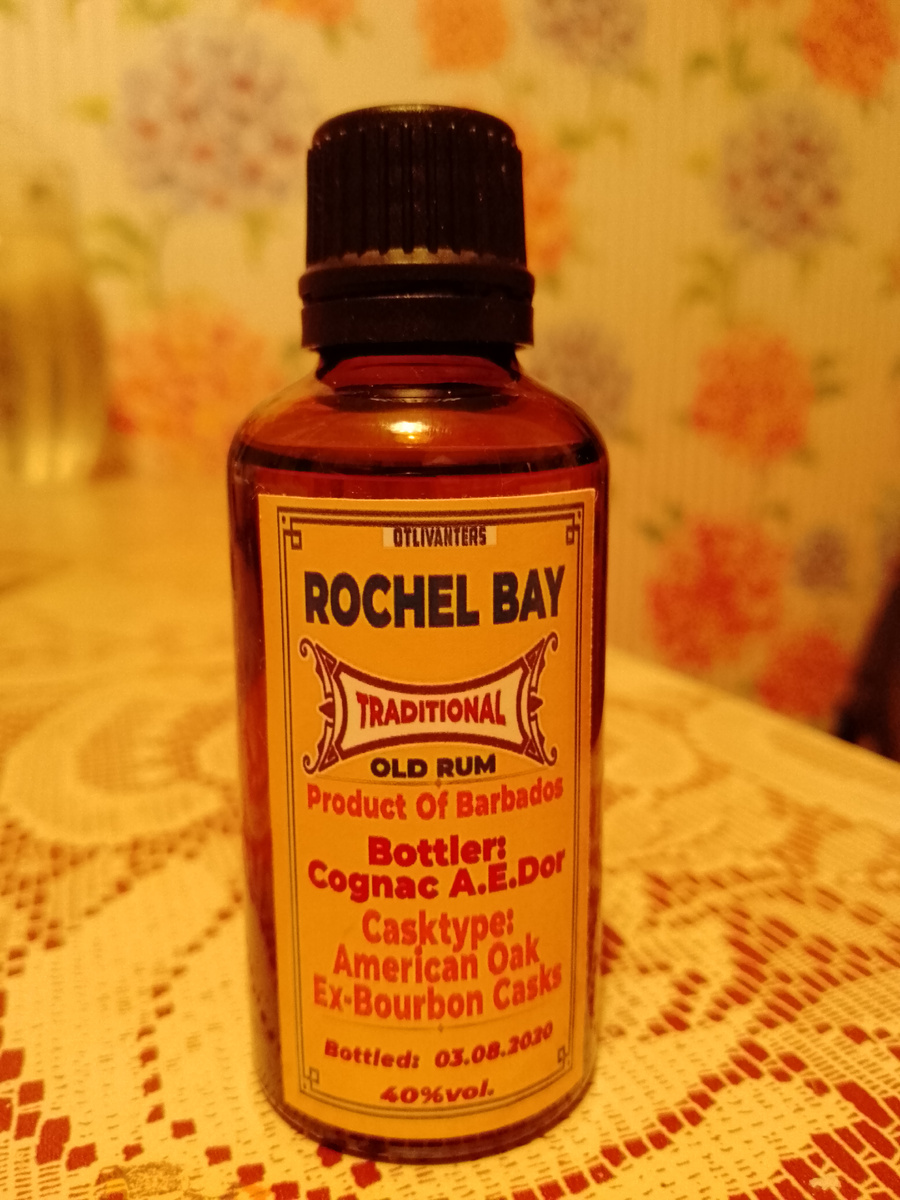 OTLIVANTERS
ROCHEL BAY
TRADITIONAL
OLD RUM
Product Of Barbados
Bottler:
Cognac A.E.Dor
Casktype:
American Oak
Ex-Bourbon Casks
Bottled: 03.08.2020
40%vol.